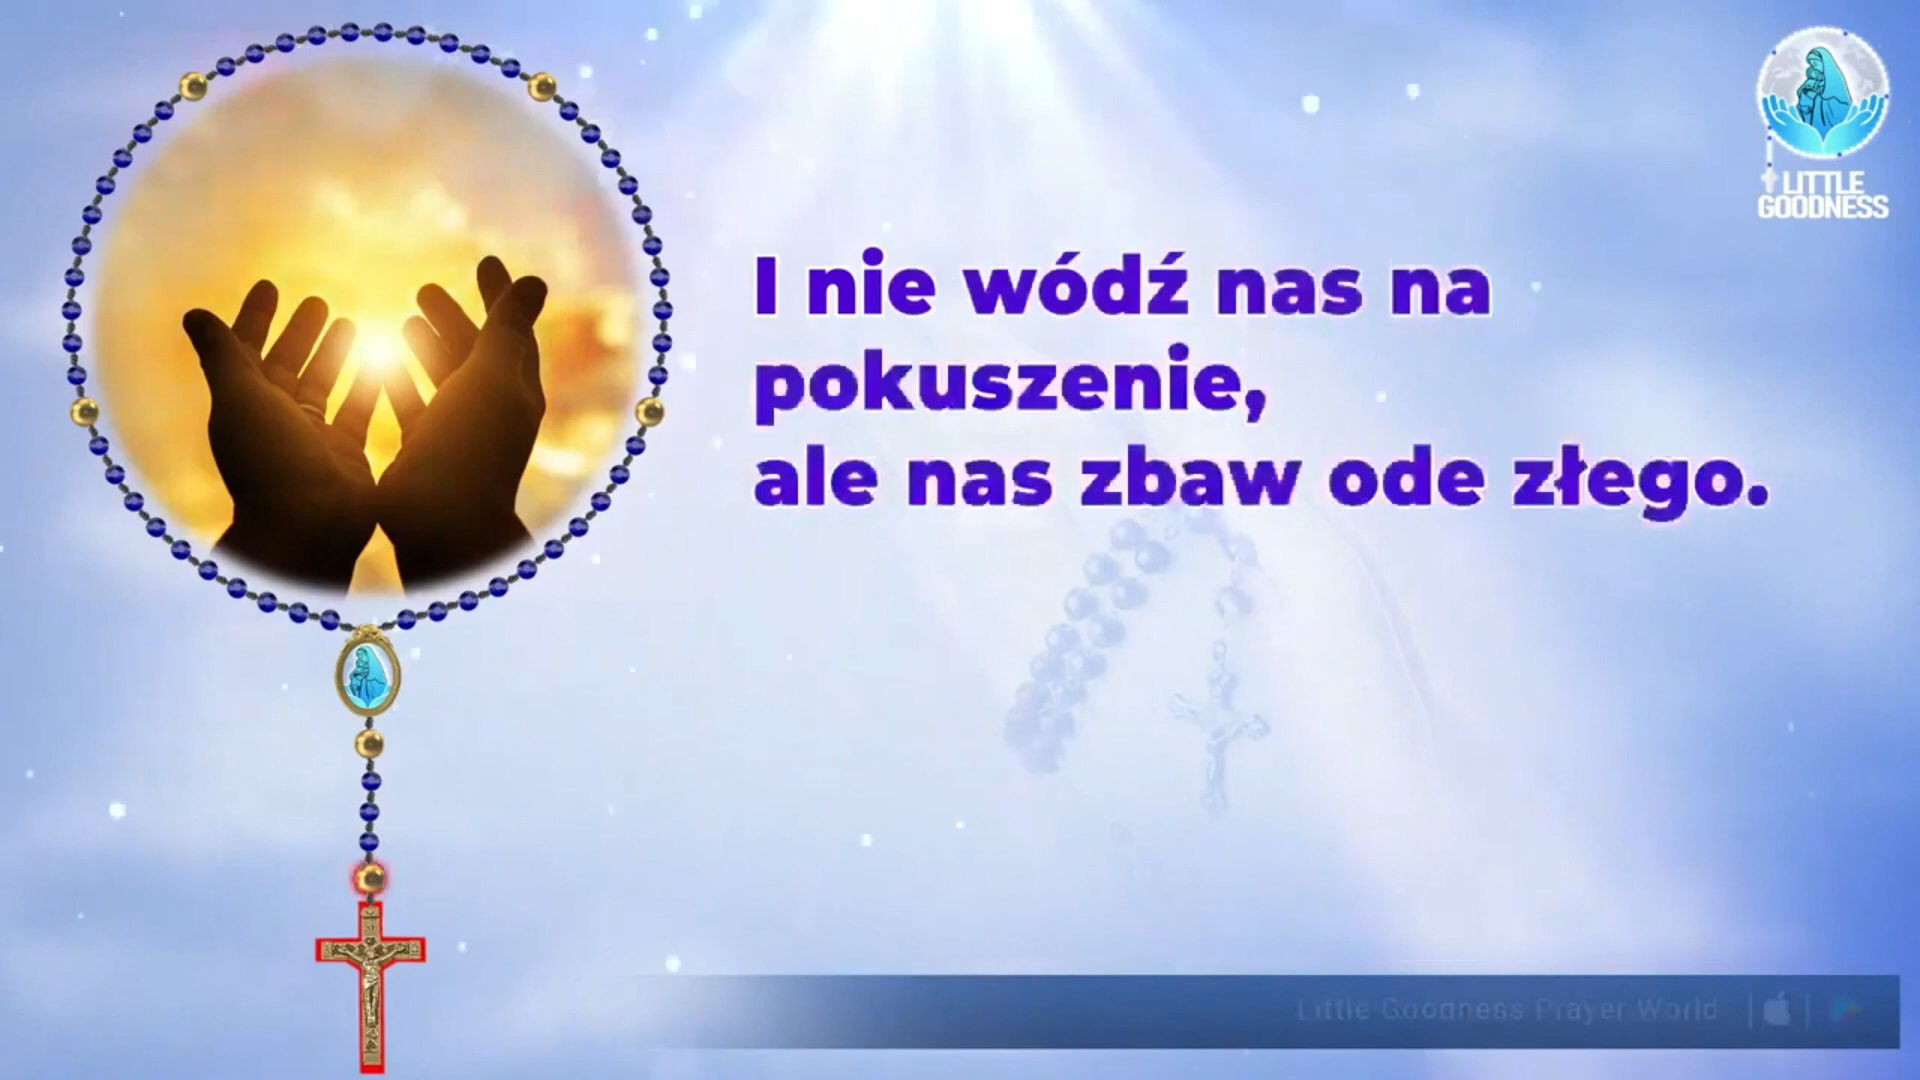 LITTLE
GOODNESS
I nie wódź nas na
pokuszenie,
ale nas zbaw ode złego.
Little Goodness Prayer World